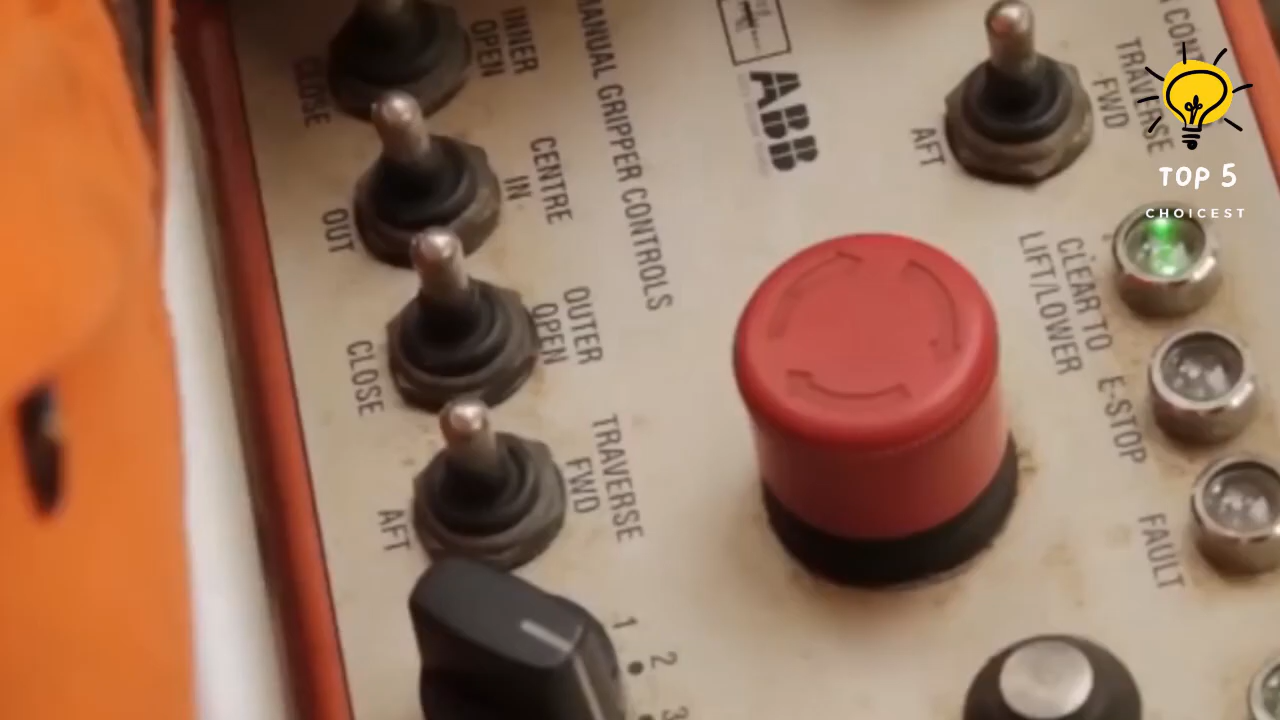 INNER
OPEN
CLOSE
MANUAL GRIPPER CONTROLS
CENTRE
IN
OUT
OUTER
OPEN
CLOSE
TRAVERSE
FWD
AFT
1
2
3
ABB
TRAVERSE
FWD
AFT
CLEAR TO
LIFT/LOWER
E-STOP
FAULT
TOP 5
CHOICEST